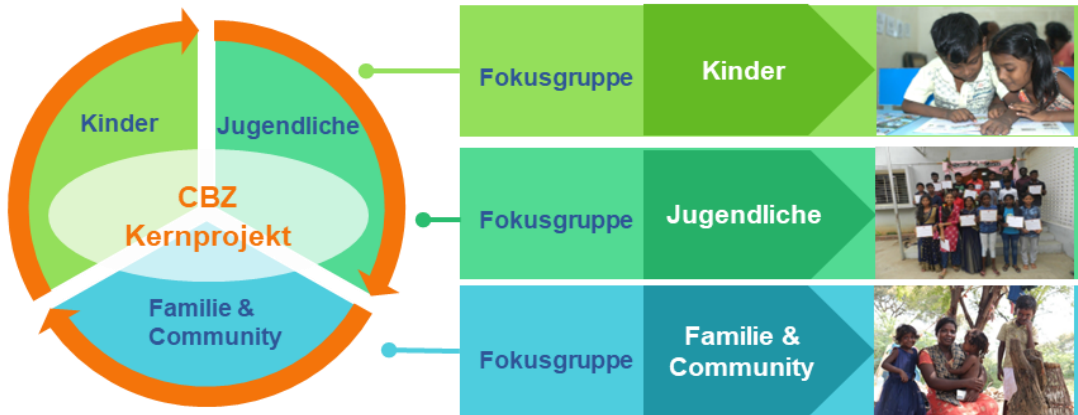 Kinder
Jugendliche
CBZ
Kernprojekt
Familie &
Community
Fokusgruppe
Kinder
Fokusgruppe
Jugendliche
Fokusgruppe
Familie &
Community